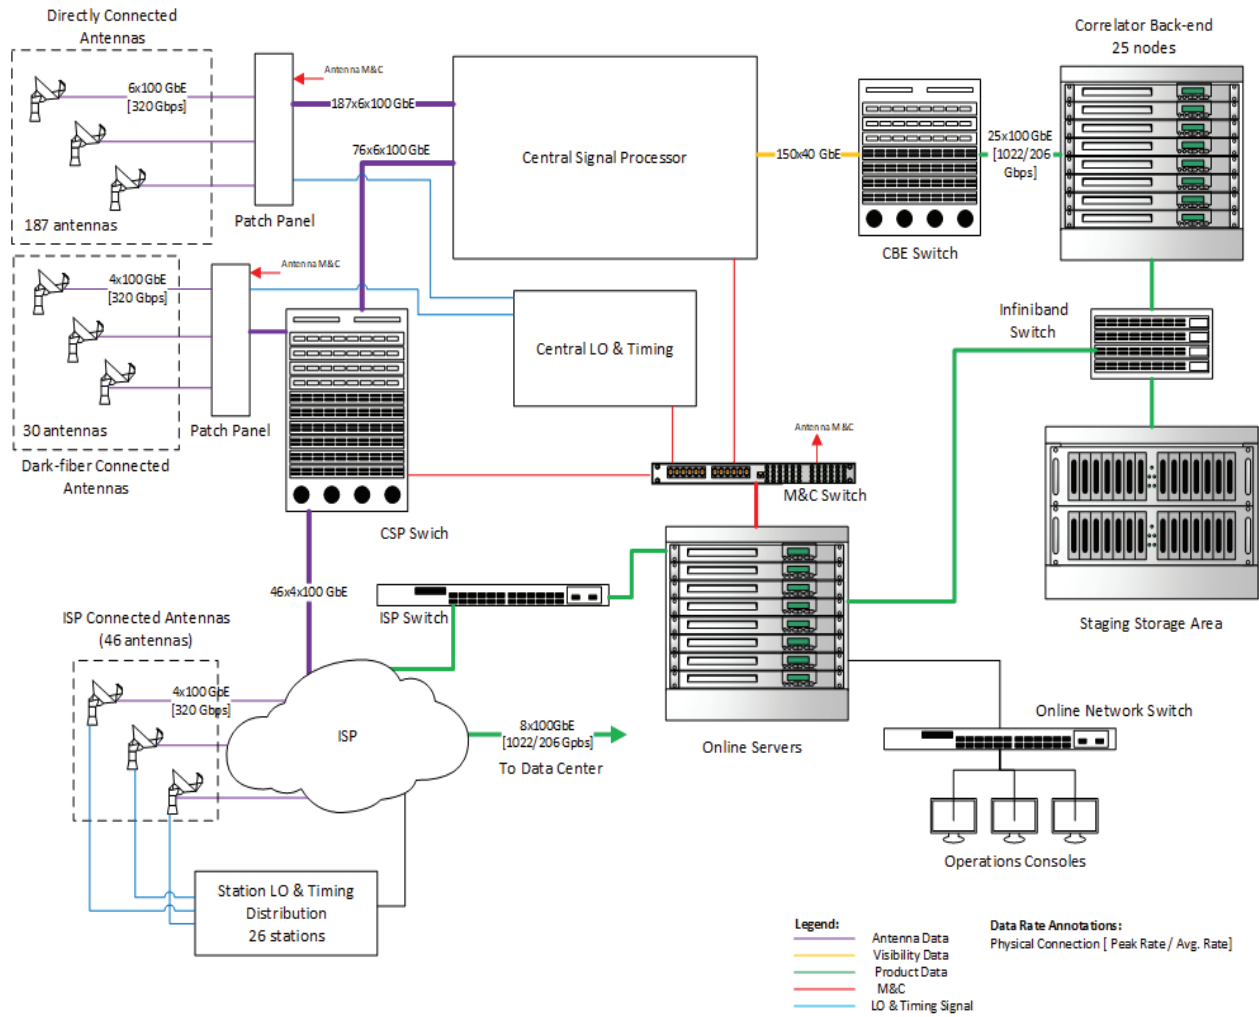 Directly Connected
Antennas
6x100 GbE
[320 Gbps]
187 antennas
Antenna M&C
Patch Panel
187x6x100 GbE
76x6x100 GbE
Central Signal Processor
150x40 GbE
CBE Switch
25x100 GbE
[1022/206
Gbps]
Correlator Back-end
25 nodes
4x100 GbE
[320 Gbps]
30 antennas
Dark-fiber Connected
Antennas
Antenna M&C
Patch Panel
Central LO & Timing
Infiniband
Switch
Antenna M&C
M&C Switch
CSP Swich
46x4x100 GbE
ISP Switch
Staging Storage Area
ISP Connected Antennas
(46 antennas)
4x100 GbE
[320 Gbps]
ISP
8x100GbE
[1022/206 Gpbs]
To Data Center
Online Servers
Online Network Switch
Operations Consoles
Station LO & Timing
Distribution
26 stations
Legend:
Antenna Data
Visibility Data
Product Data
M&C
LO & Timing Signal
Data Rate Annotations:
Physical Connection [ Peak Rate / Avg. Rate]